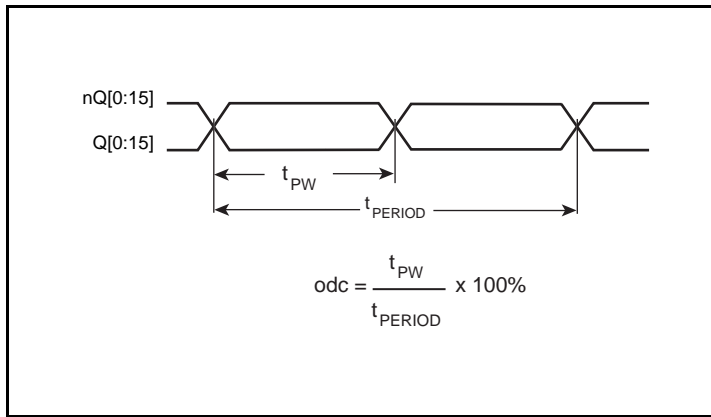 nQ[0:15]
Q[0:15]
tPW
tPERIOD
odc = tPW / tPERIOD x 100%